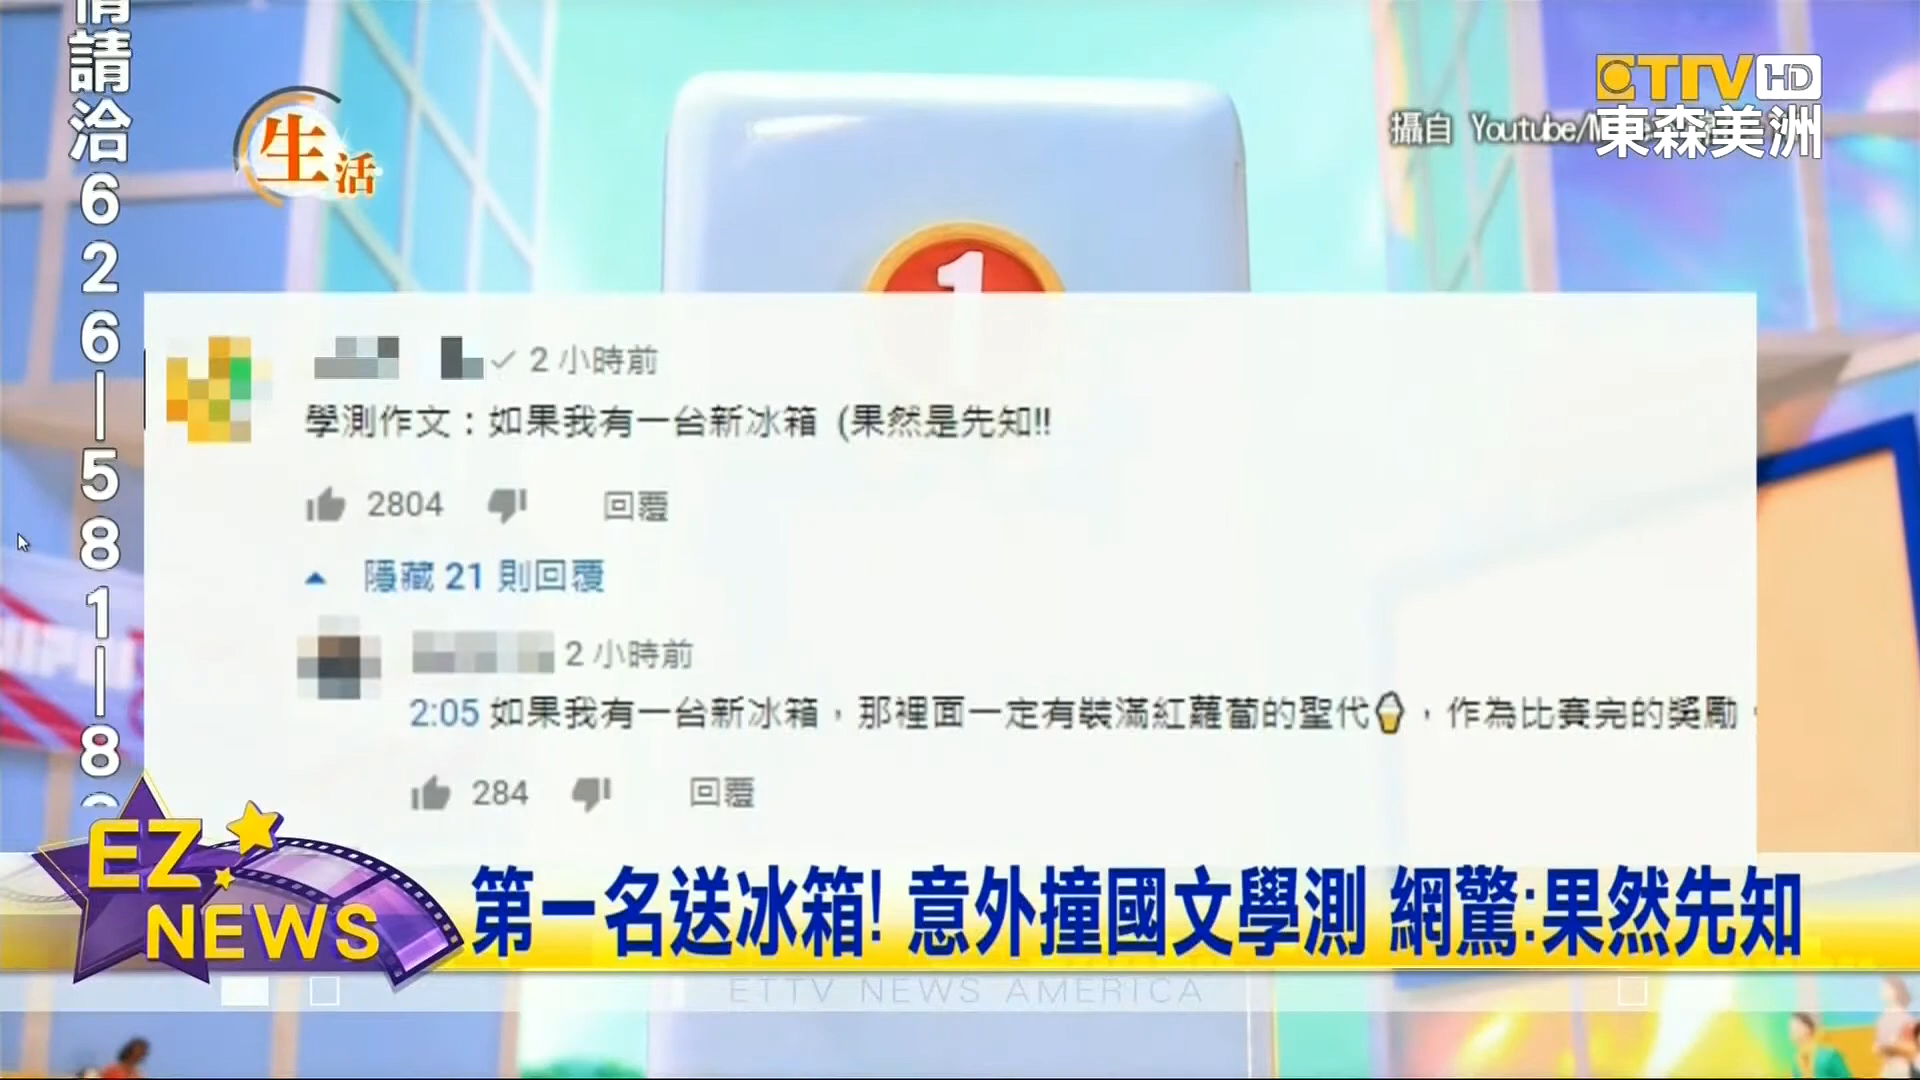 情請洽626-581-8
生活
ETTV HD
東森美洲
攝自 Youtube/M
1
2 小時前
學測作文：如果我有一台新冰箱 (果然是先知!!
2804 回覆
隱藏 21 則回覆
2 小時前
2:05 如果我有一台新冰箱，那裡面一定有裝滿紅蘿蔔的聖代🍦，作為比賽完的獎勵。
284 回覆
EZ NEWS
第一名送冰箱! 意外撞國文學測 網驚:果然先知
ETTV NEWS AMERICA